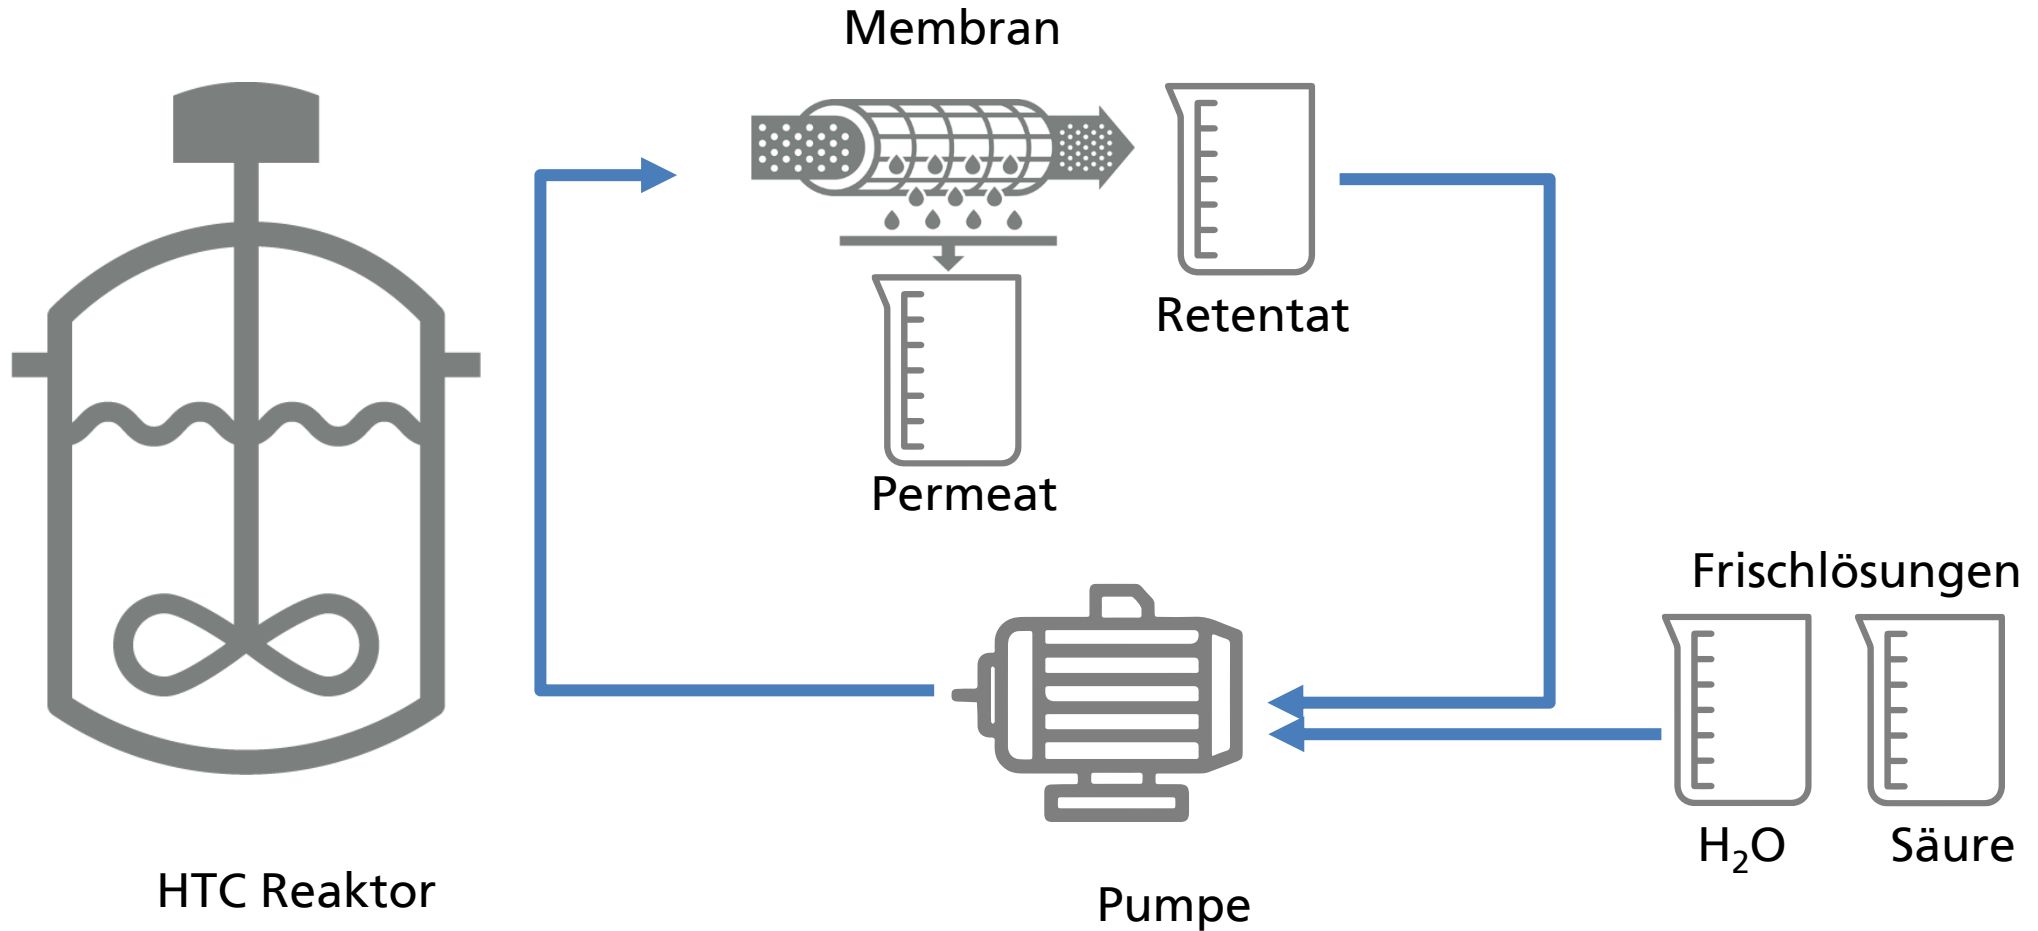 Membran
Retentat
Permeat
Frischlösungen
H₂O
Säure
HTC Reaktor
Pumpe